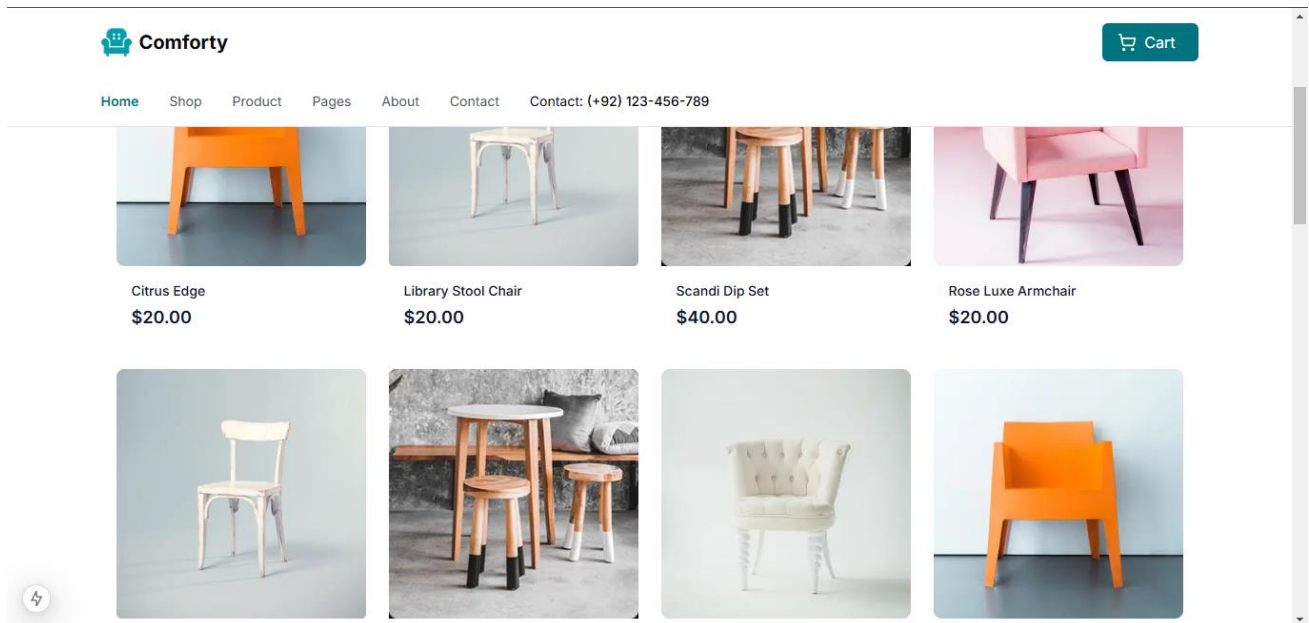 Comforty
Cart
Home Shop Product Pages About Contact Contact: (+92) 123-456-789
Citrus Edge Library Stool Chair Scandi Dip Set Rose Luxe Armchair
$20.00 $20.00 $40.00 $20.00